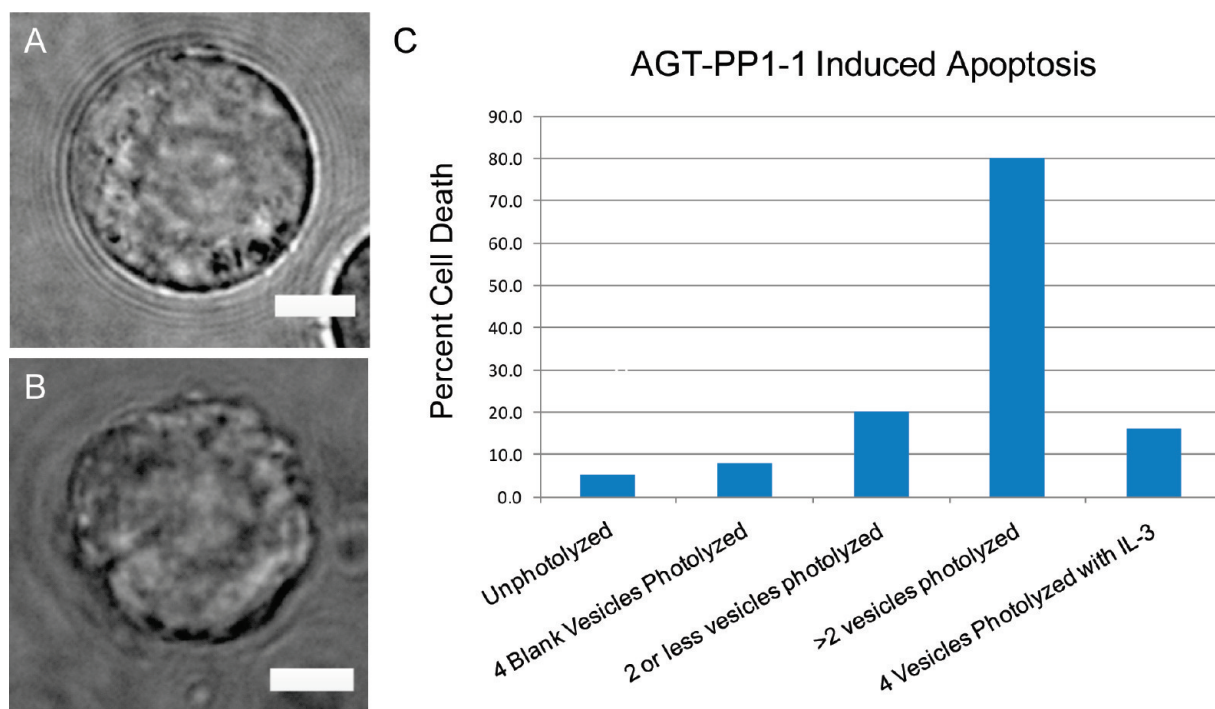 A
B
C
AGT-PP1-1 Induced Apoptosis
Percent Cell Death
90.0
80.0
70.0
60.0
50.0
40.0
30.0
20.0
10.0
0.0
Unphotolyzed
4 Blank Vesicles Photolyzed
2 or less vesicles photolyzed
>2 vesicles photolyzed
4 Vesicles Photolyzed with IL-3